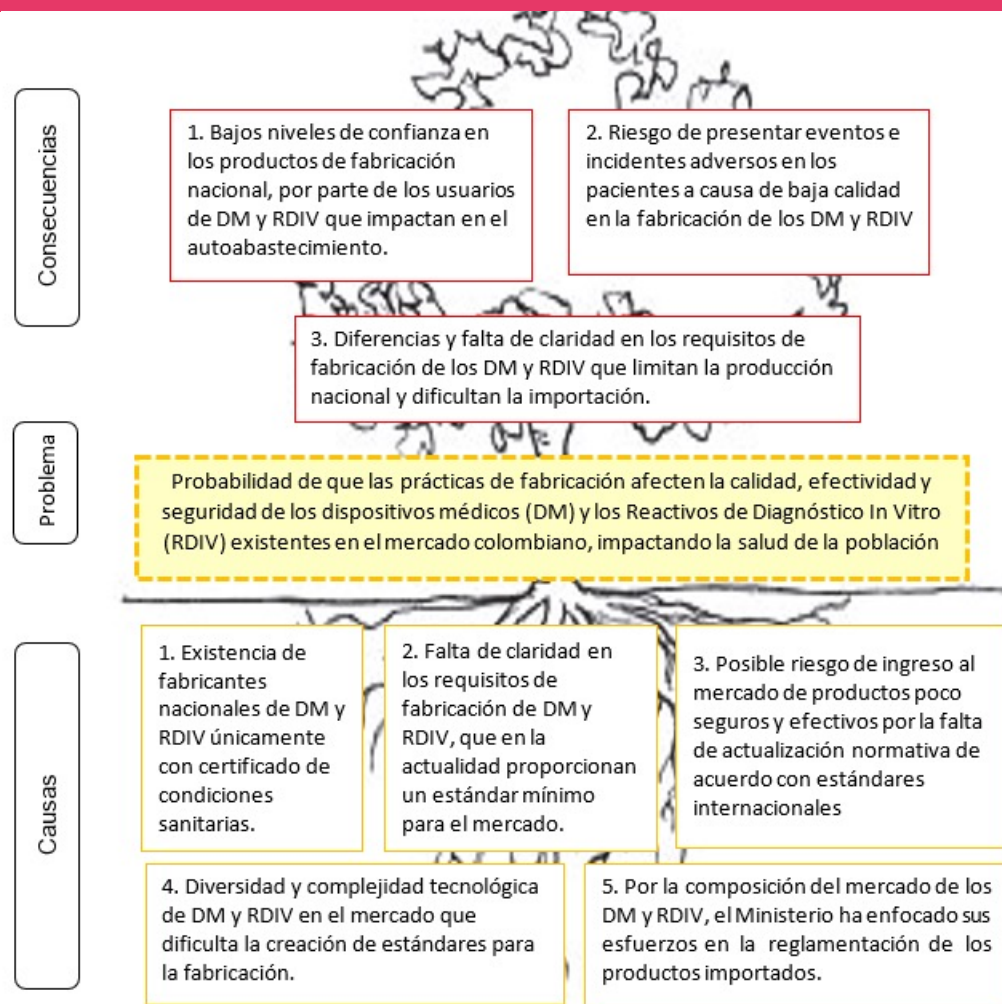 Consecuencias
1. Bajos niveles de confianza en
los productos de fabricación
nacional, por parte de los usuarios
de DM y RDIV que impactan en el
autoabastecimiento.
2. Riesgo de presentar eventos e
incidentes adversos en los
pacientes a causa de baja calidad
en la fabricación de los DM y RDIV
3. Diferencias y falta de claridad en los requisitos de
fabricación de los DM y RDIV que limitan la producción
nacional y dificultan la importación.
Problema
Probabilidad de que las prácticas de fabricación afecten la calidad, efectividad y
seguridad de los dispositivos médicos (DM) y los Reactivos de Diagnóstico In Vitro
(RDIV) existentes en el mercado colombiano, impactando la salud de la población
Causas
1. Existencia de
fabricantes
nacionales de DM y
RDIV únicamente
con certificado de
condiciones
sanitarias.
2. Falta de claridad en
los requisitos de
fabricación de DM y
RDIV, que en la
actualidad proporcionan
un estándar mínimo
para el mercado.
3. Posible riesgo de ingreso al
mercado de productos poco
seguros y efectivos por la falta
de actualización normativa de
acuerdo con estándares
internacionales
4. Diversidad y complejidad tecnológica
de DM y RDIV en el mercado que
dificulta la creación de estándares para
la fabricación.
5. Por la composición del mercado de los
DM y RDIV, el Ministerio ha enfocado sus
esfuerzos en la reglamentación de los
productos importados.